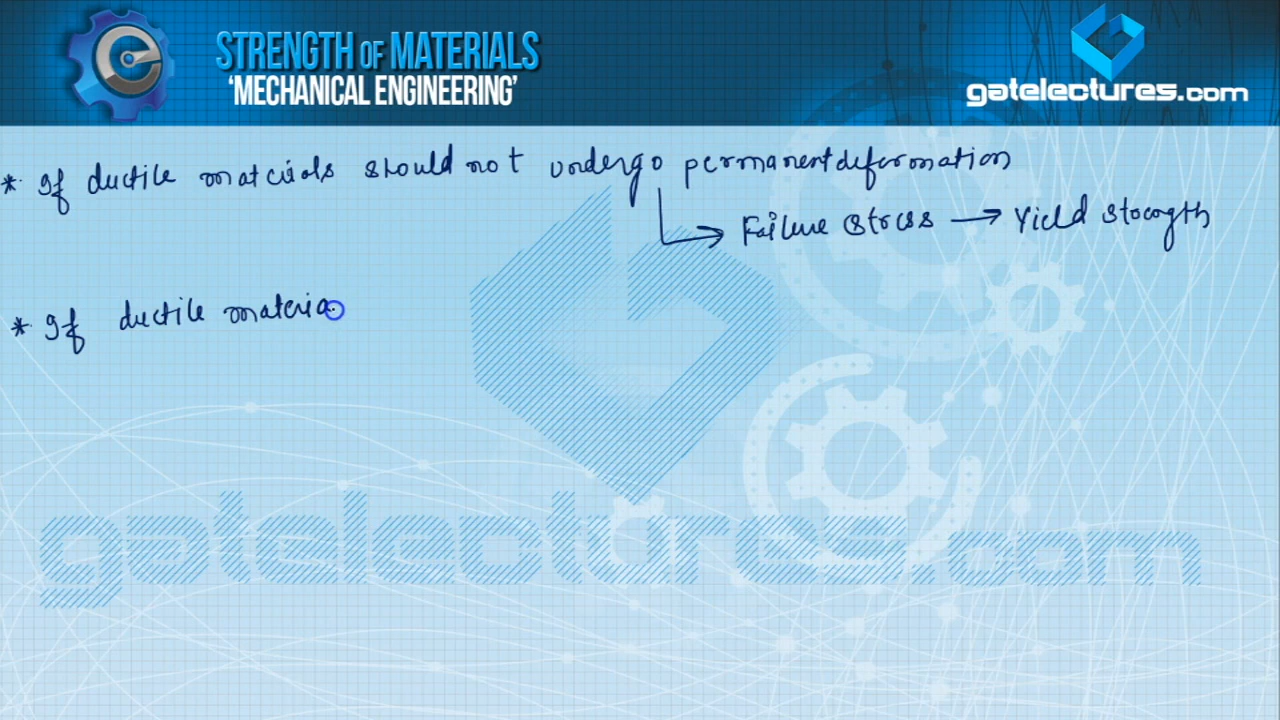 STRENGTH OF MATERIALS
'MECHANICAL ENGINEERING'
gatelectures.com
* If ductile materials should not undergo permanent deformation
Failure stress → Yield strength
* If ductile materia
gatelectures.com